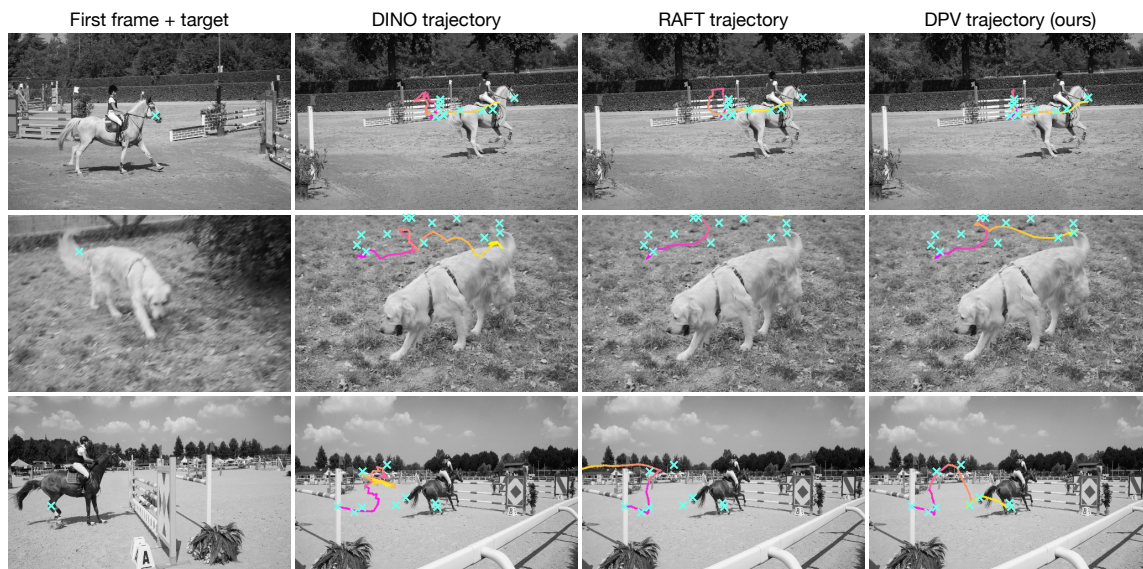 First frame + target
DINO trajectory
RAFT trajectory
DPV trajectory (ours)
A